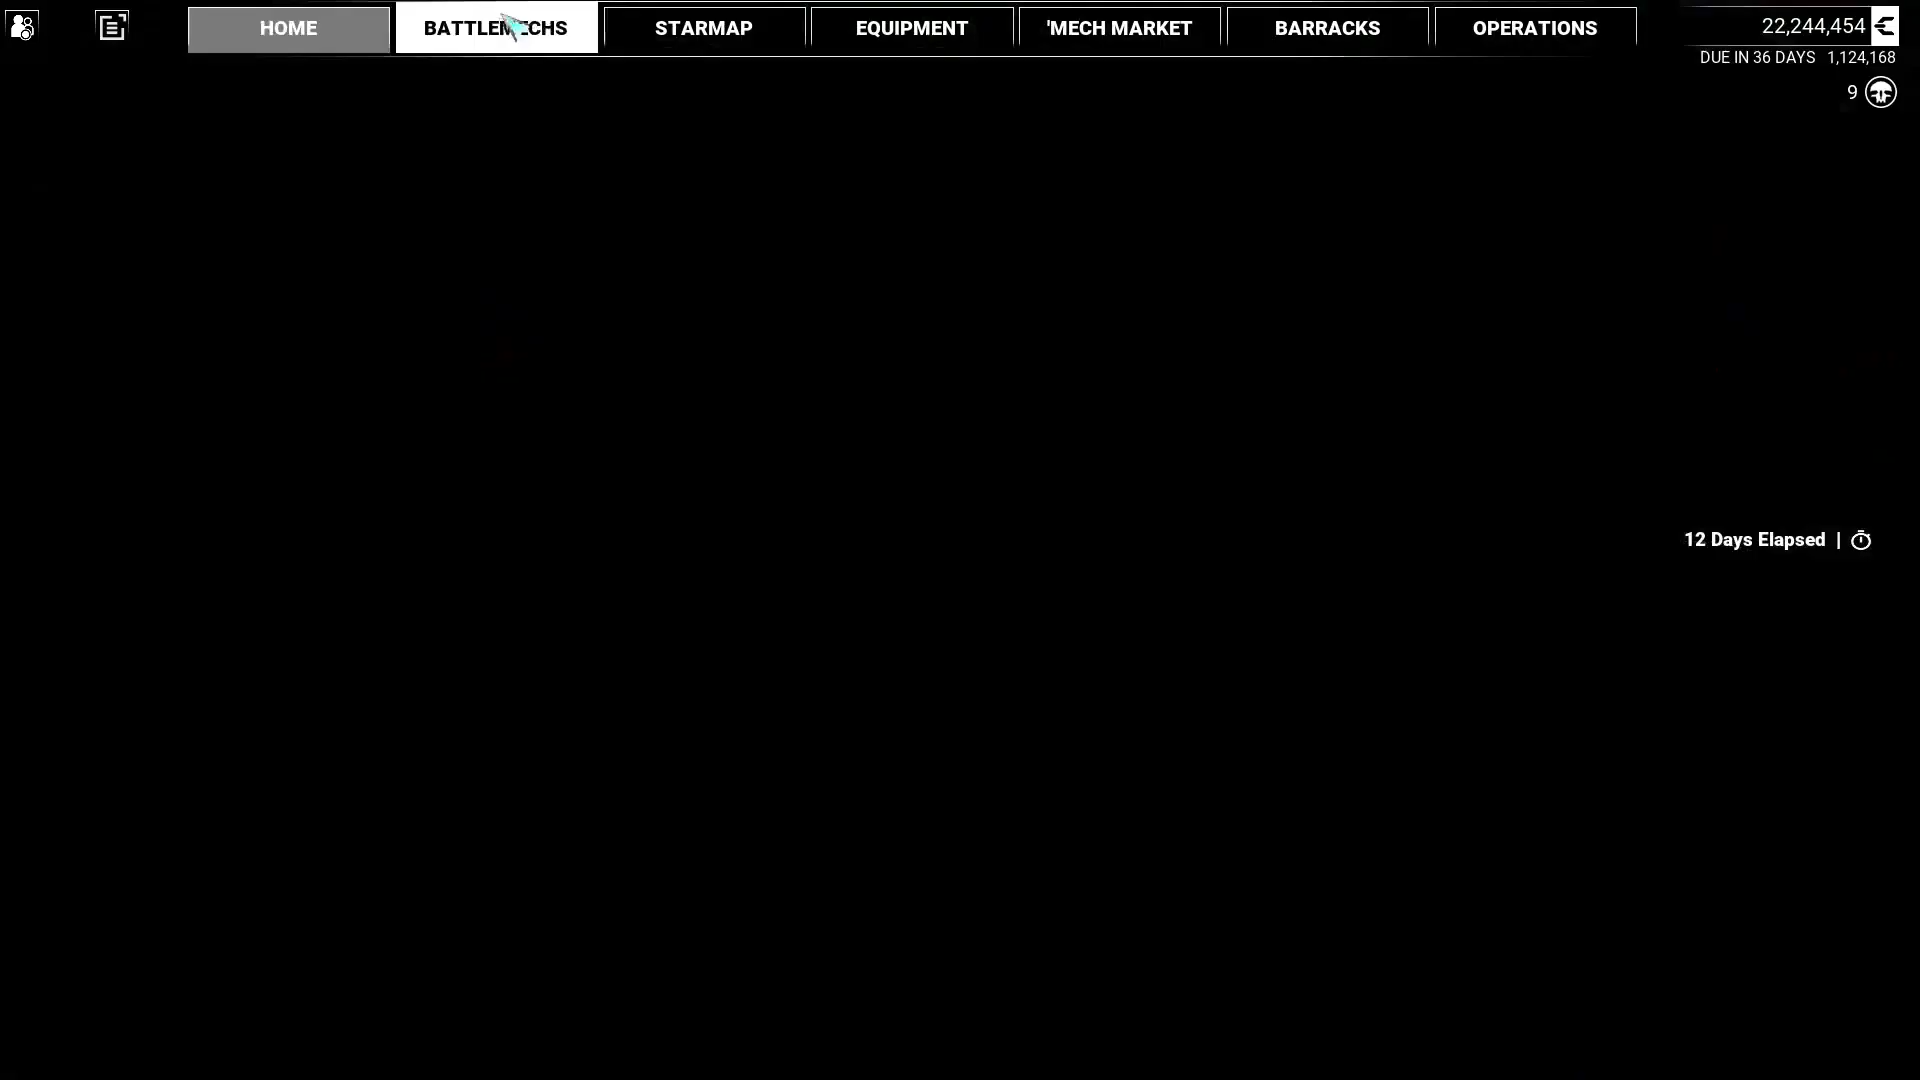 HOME
BATTLEMECHS
STARMAP
EQUIPMENT
'MECH MARKET
BARRACKS
OPERATIONS
22,244,454
DUE IN 36 DAYS 1,124,168
9
12 Days Elapsed |